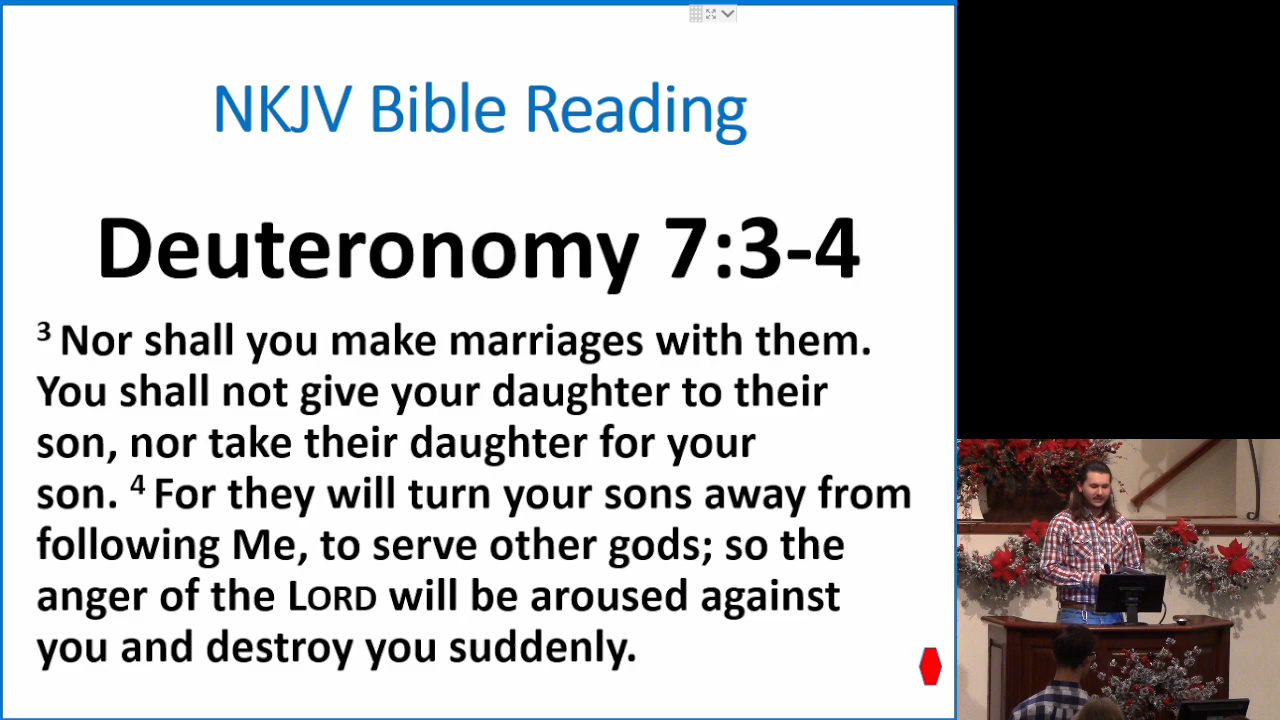 NKJV Bible Reading
Deuteronomy 7:3-4
3 Nor shall you make marriages with them.
You shall not give your daughter to their
son, nor take their daughter for your
son. 4 For they will turn your sons away from
following Me, to serve other gods; so the
anger of the LORD will be aroused against
you and destroy you suddenly.